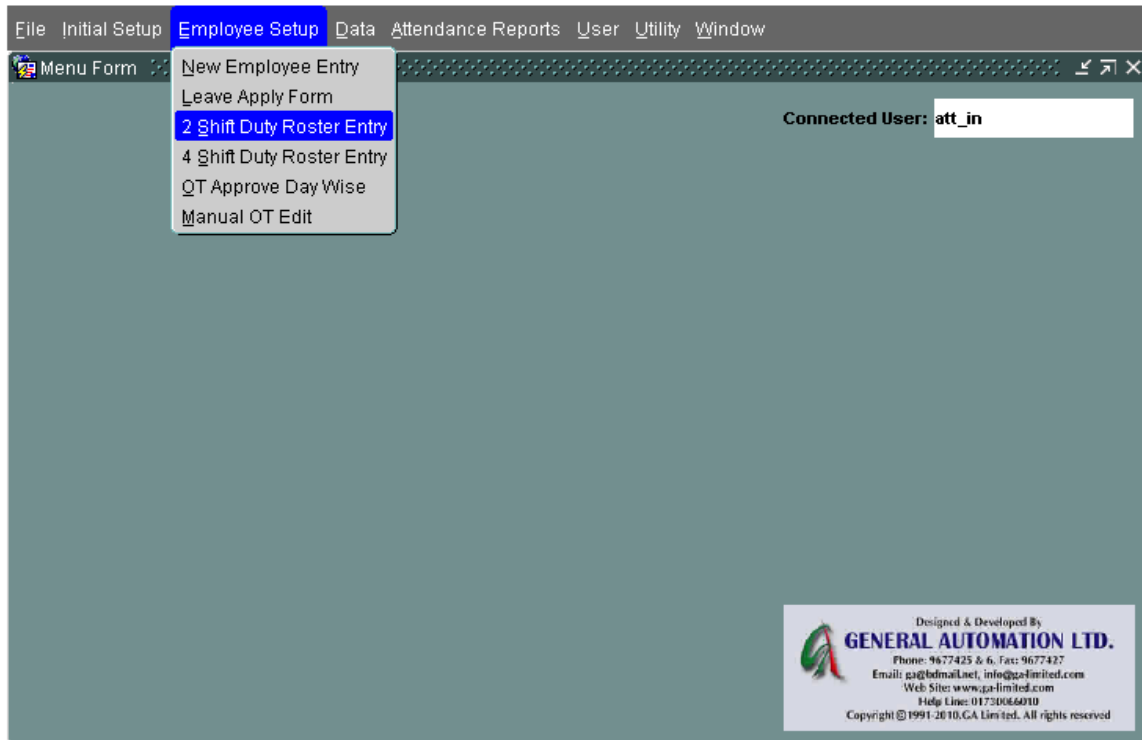 File Initial Setup Employee Setup Data Attendance Reports User Utility Window
Menu Form
New Employee Entry
Leave Apply Form
2 Shift Duty Roster Entry
4 Shift Duty Roster Entry
OT Approve Day Wise
Manual OT Edit
Connected User: att_in
Designed & Developed By
GENERAL AUTOMATION LTD.
Phone: 9677425 & 6, Fax: 9677427
Email: ga@bdmail.net, info@ga-limited.com
Web Site: www.ga-limited.com
Help Line: 01730066010
Copyright ©1991-2010.GA Limited. All rights reserved